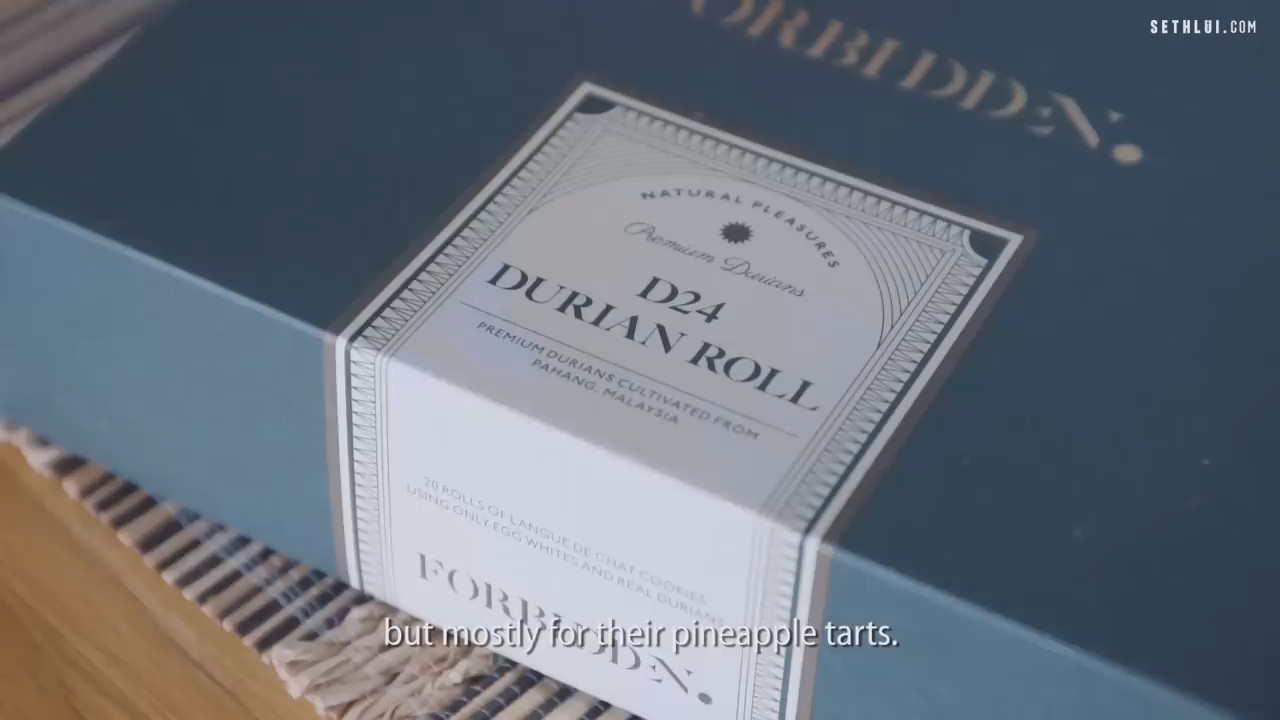 SETHLUI.COM
FORBIDDEN.
NATURAL PLEASURES
Premium Durians
D24
DURIAN ROLL
PREMIUM DURIANS CULTIVATED FROM
PAHANG, MALAYSIA
20 ROLLS OF LANGUE DE CHAT COOKIES
USING ONLY EGG WHITES AND REAL DURIANS
FORBIDDEN.
but mostly for their pineapple tarts.